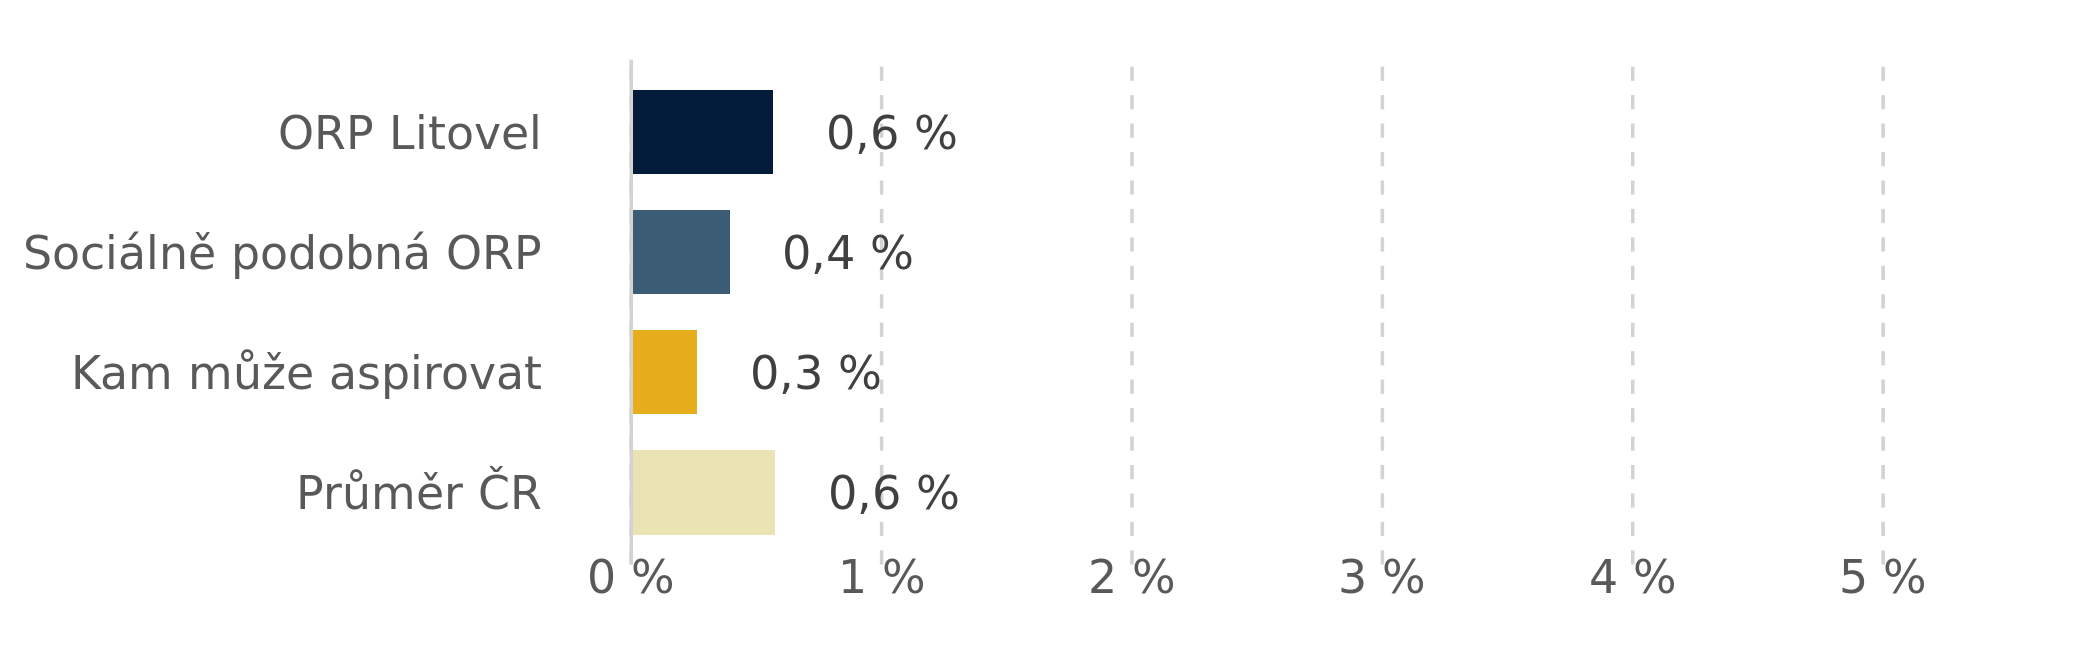 ORP Litovel 0,6 %
Sociálně podobná ORP 0,4 %
Kam může aspirovat 0,3 %
Průměr ČR 0,6 %
0 % 1 % 2 % 3 % 4 % 5 %